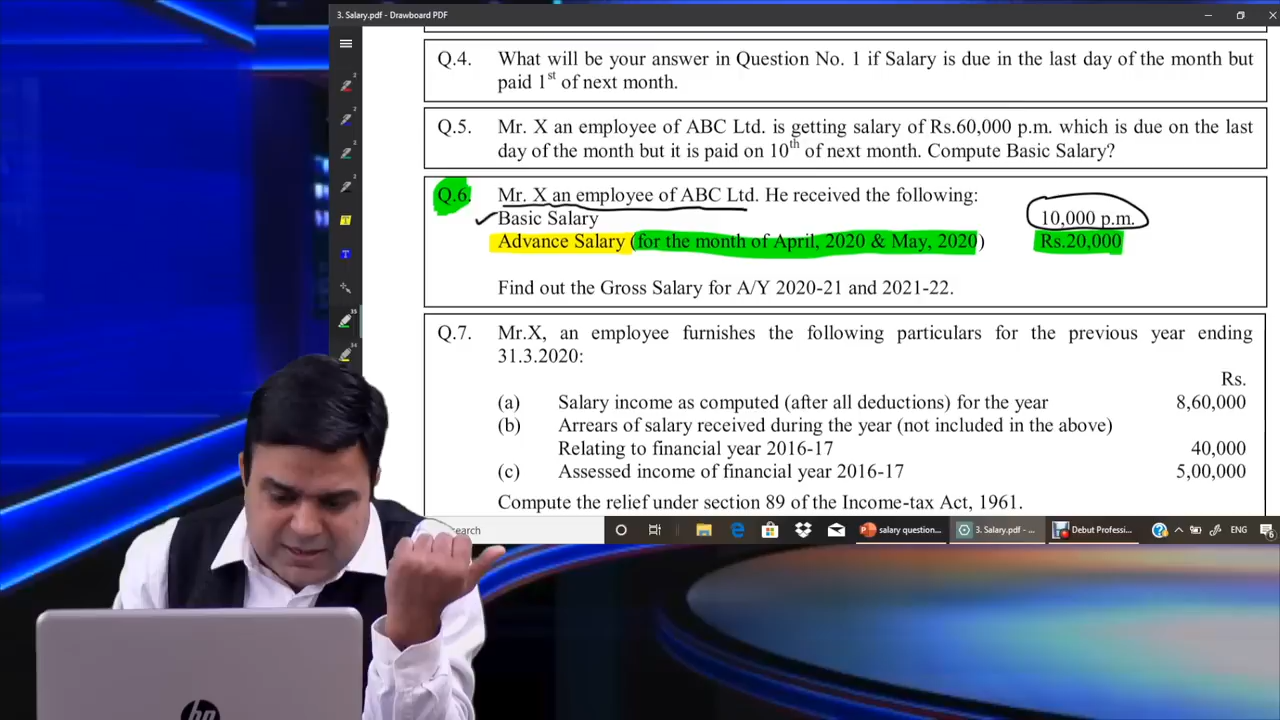 3. Salary.pdf - Drawboard PDF
Q.4. What will be your answer in Question No. 1 if Salary is due in the last day of the month but
paid 1st of next month.
Q.5. Mr. X an employee of ABC Ltd. is getting salary of Rs.60,000 p.m. which is due on the last
day of the month but it is paid on 10th of next month. Compute Basic Salary?
Q.6. Mr. X an employee of ABC Ltd. He received the following:
Basic Salary 10,000 p.m.
Advance Salary (for the month of April, 2020 & May, 2020) Rs.20,000
Find out the Gross Salary for A/Y 2020-21 and 2021-22.
Q.7. Mr.X, an employee furnishes the following particulars for the previous year ending
31.3.2020:
Rs.
(a) Salary income as computed (after all deductions) for the year 8,60,000
(b) Arrears of salary received during the year (not included in the above)
Relating to financial year 2016-17 40,000
(c) Assessed income of financial year 2016-17 5,00,000
Compute the relief under section 89 of the Income-tax Act, 1961.
salary question... 3. Salary.pdf - ... Debut Professi... ENG
hp